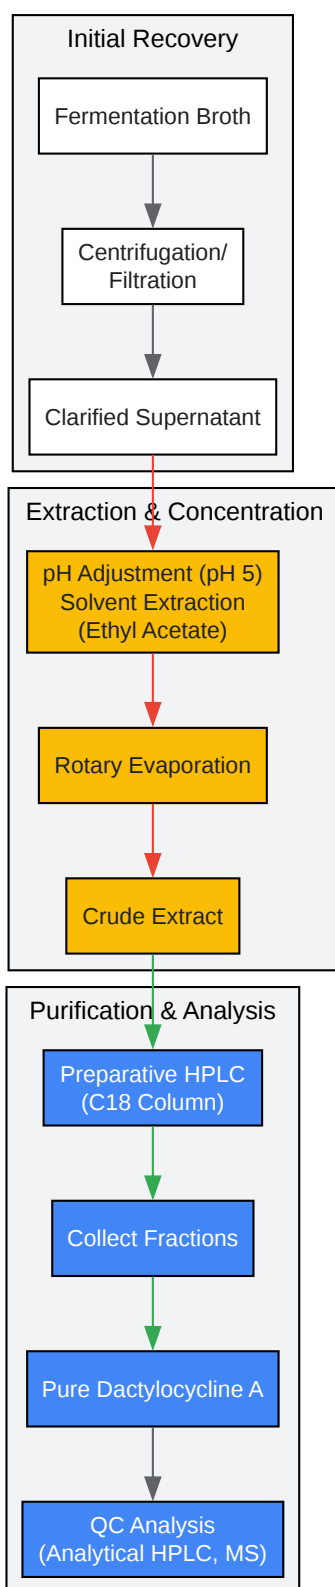 Initial Recovery
Fermentation Broth
Centrifugation/
Filtration
Clarified Supernatant
Extraction & Concentration
pH Adjustment (pH 5)
Solvent Extraction
(Ethyl Acetate)
Rotary Evaporation
Crude Extract
Purification & Analysis
Preparative HPLC
(C18 Column)
Collect Fractions
Pure Dactylocycline A
QC Analysis
(Analytical HPLC, MS)